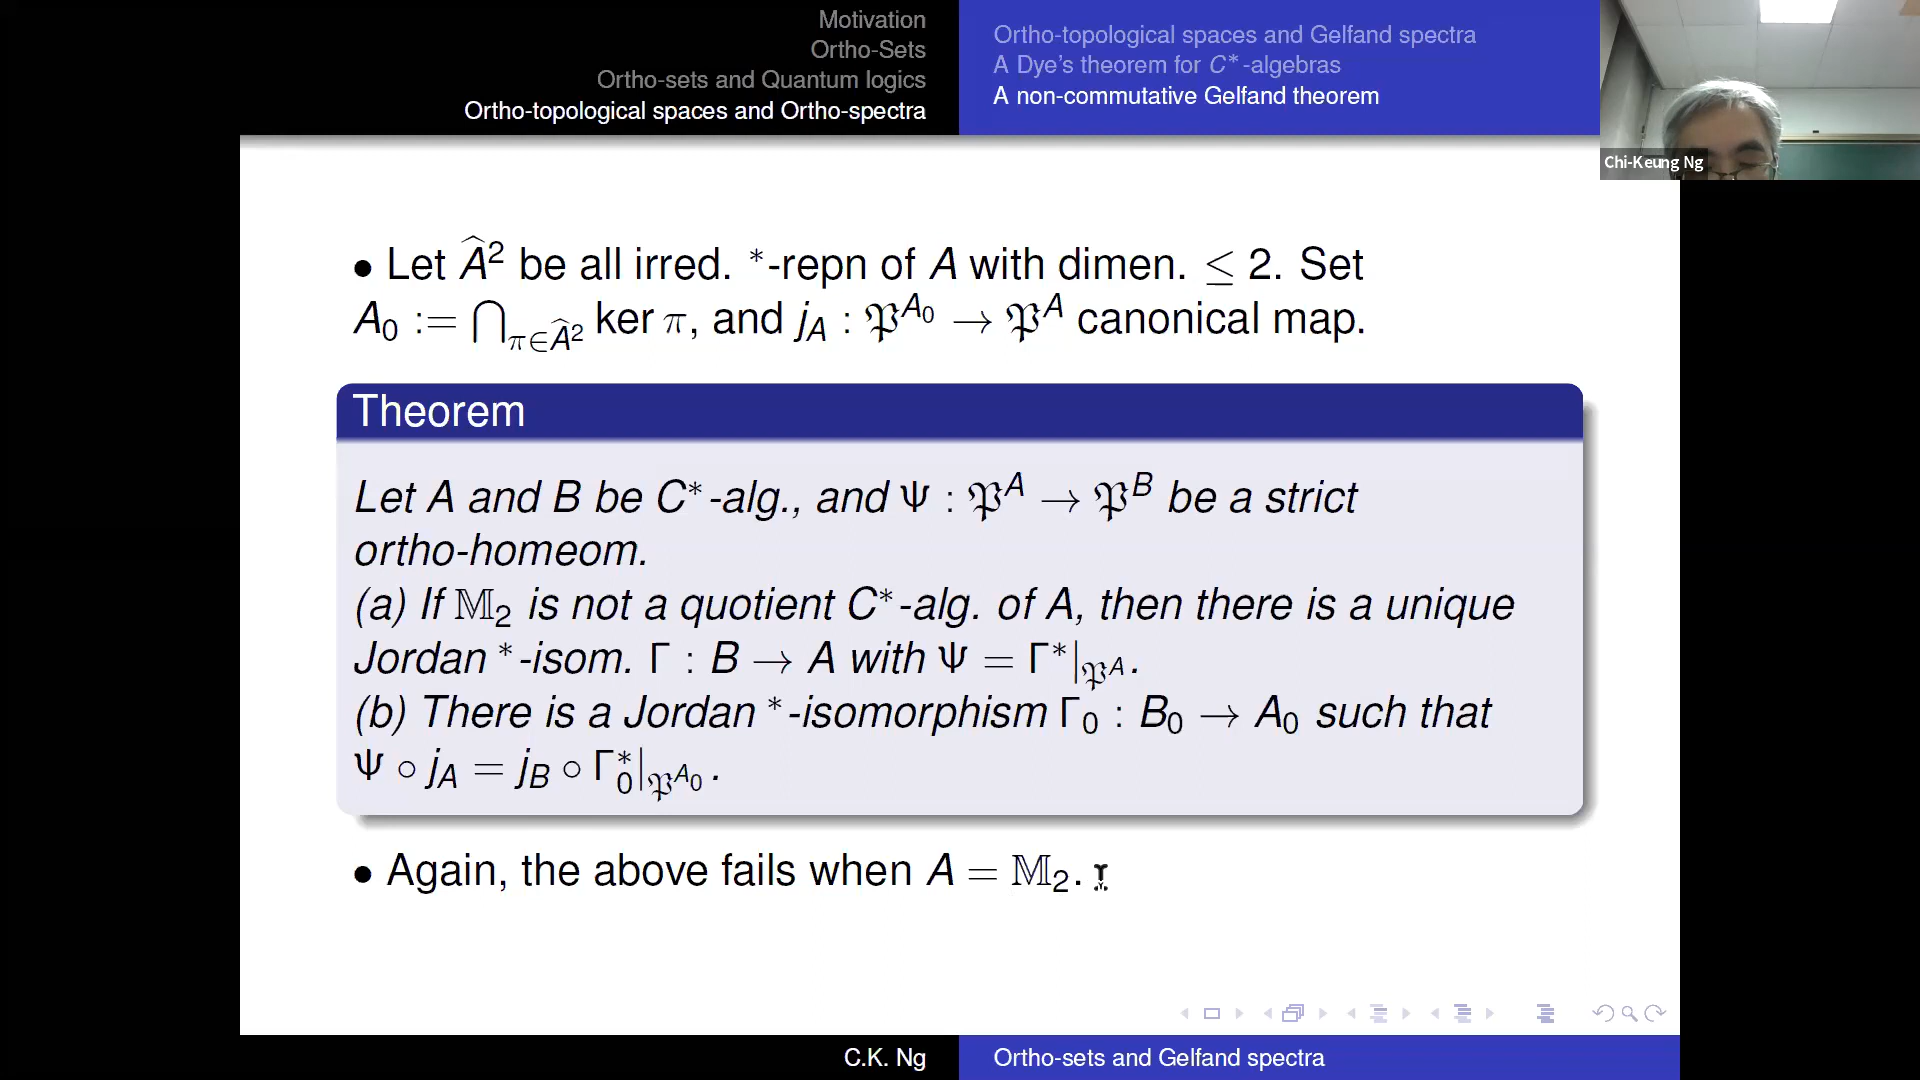 Motivation
Ortho-Sets
Ortho-sets and Quantum logics
Ortho-topological spaces and Ortho-spectra
Ortho-topological spaces and Gelfand spectra
A Dye's theorem for C*-algebras
A non-commutative Gelfand theorem
Chi-Keung Ng
• Let Â² be all irred. *-repn of A with dimen. ≤ 2. Set
A₀ := ⋂_{π∈Â²} ker π, and j_A : 𝔓^{A₀} → 𝔓^A canonical map.
Theorem
Let A and B be C*-alg., and Ψ : 𝔓^A → 𝔓^B be a strict
ortho-homeom.
(a) If 𝕄₂ is not a quotient C*-alg. of A, then there is a unique
Jordan *-isom. Γ : B → A with Ψ = Γ*|_{𝔓^A}.
(b) There is a Jordan *-isomorphism Γ₀ : B₀ → A₀ such that
Ψ ∘ j_A = j_B ∘ Γ₀*|_{𝔓^{A₀}}.
• Again, the above fails when A = 𝕄₂.
C.K. Ng
Ortho-sets and Gelfand spectra